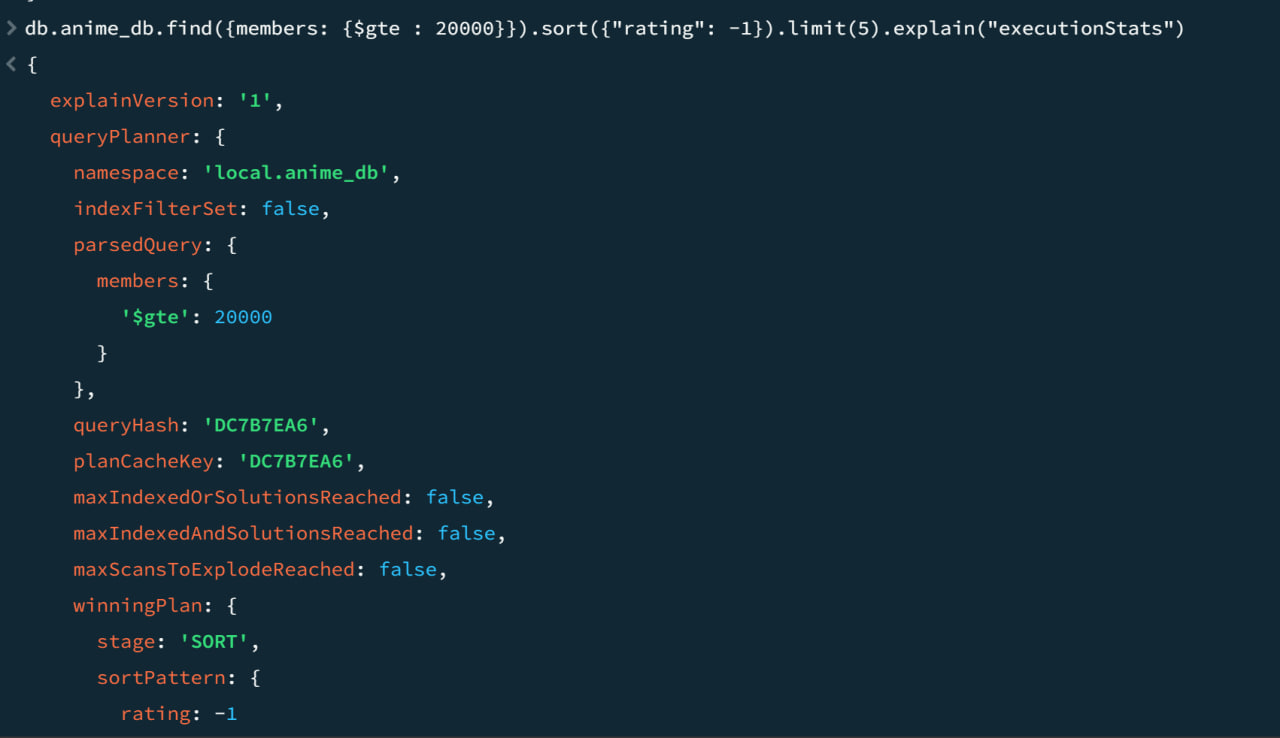 > db.anime_db.find({members: {$gte : 20000}}).sort({"rating": -1}).limit(5).explain("executionStats")
< {
explainVersion: '1',
queryPlanner: {
namespace: 'local.anime_db',
indexFilterSet: false,
parsedQuery: {
members: {
'$gte': 20000
}
},
queryHash: 'DC7B7EA6',
planCacheKey: 'DC7B7EA6',
maxIndexedOrSolutionsReached: false,
maxIndexedAndSolutionsReached: false,
maxScansToExplodeReached: false,
winningPlan: {
stage: 'SORT',
sortPattern: {
rating: -1